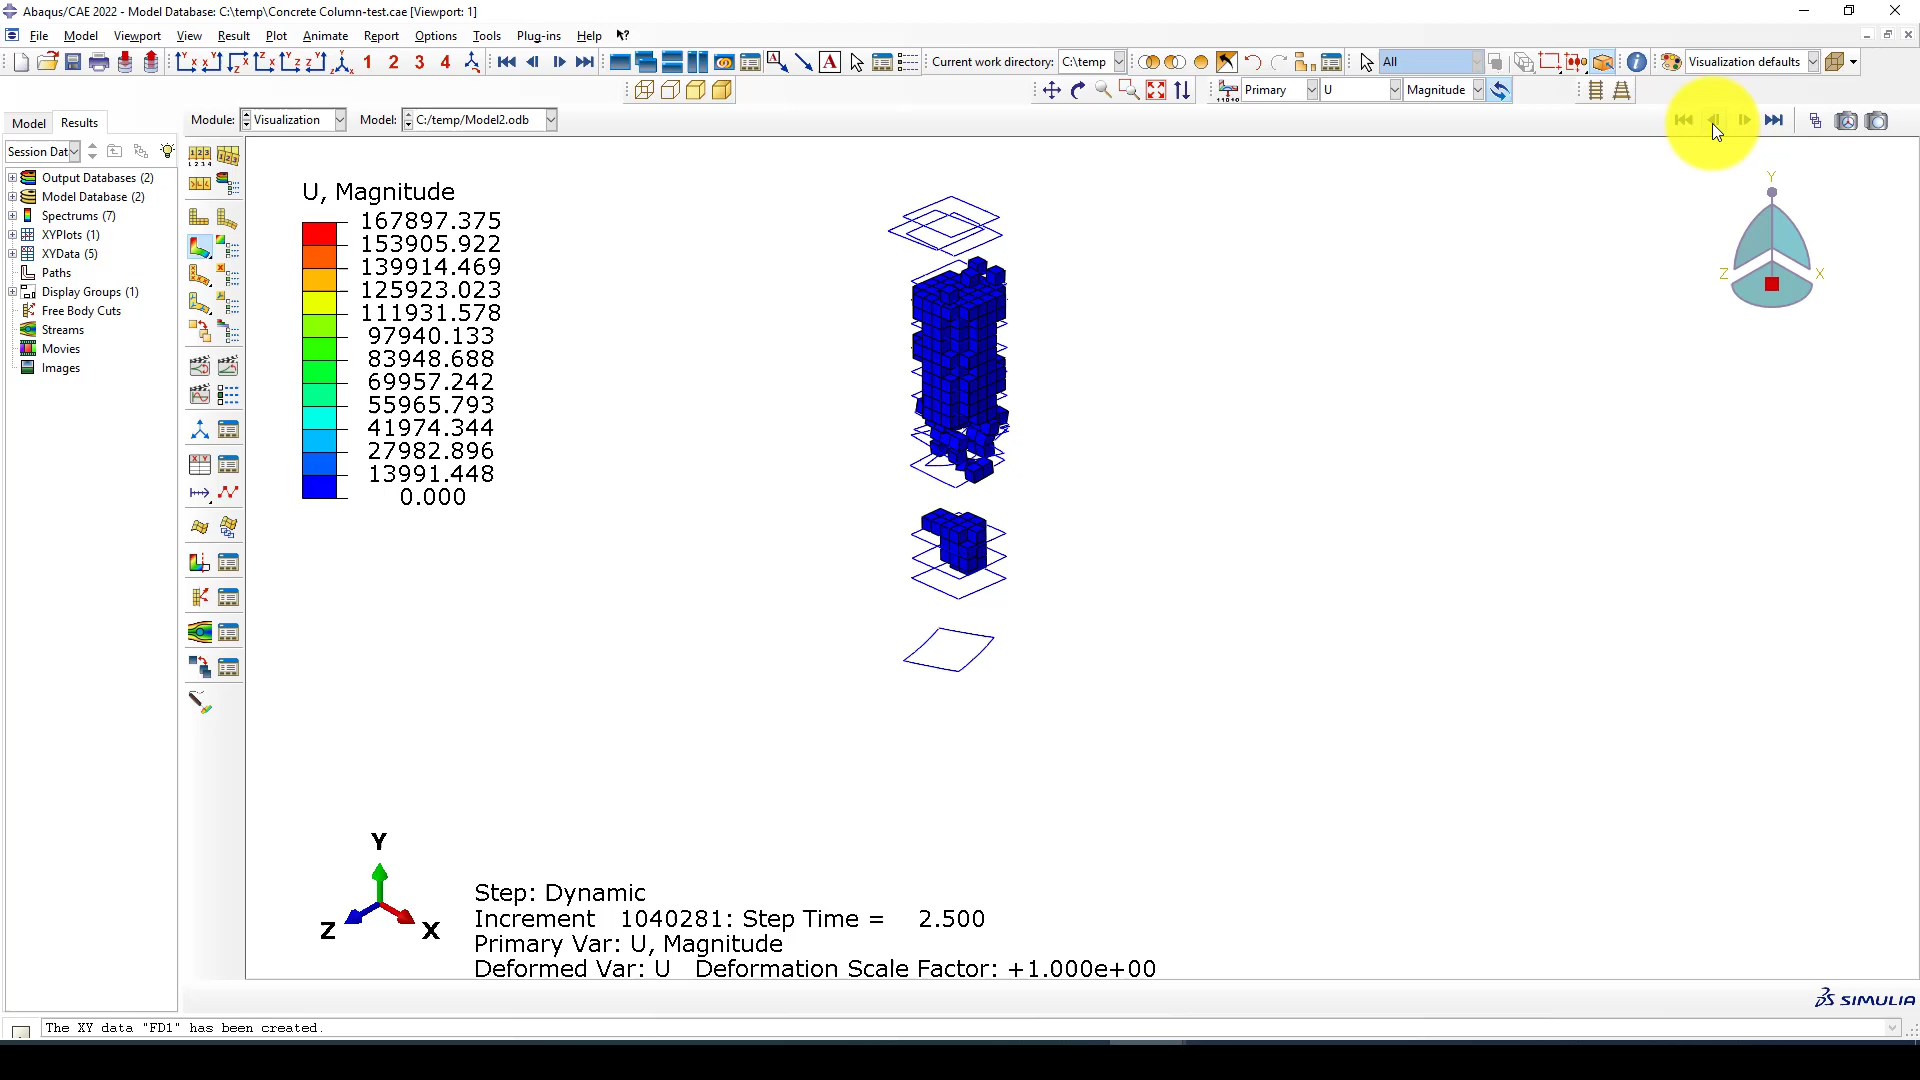 Abaqus/CAE 2022 - Model Database: C:\temp\Concrete Column-test.cae [Viewport: 1]
File Model Viewport View Result Plot Animate Report Options Tools Plug-ins Help
1 2 3 4 Current work directory: C:\temp All Visualization defaults
Primary U Magnitude
Model Results Module: Visualization Model: C:/temp/Model2.odb
Session Dat
Output Databases (2)
Model Database (2)
Spectrums (7)
XYPlots (1)
XYData (5)
Paths
Display Groups (1)
Free Body Cuts
Streams
Movies
Images
U, Magnitude
167897.375
153905.922
139914.469
125923.023
111931.578
97940.133
83948.688
69957.242
55965.793
41974.344
27982.896
13991.448
0.000
Y
Z X
Y
Z X
Step: Dynamic
Increment 1040281: Step Time = 2.500
Primary Var: U, Magnitude
Deformed Var: U Deformation Scale Factor: +1.000e+00
SIMULIA
The XY data "FD1" has been created.